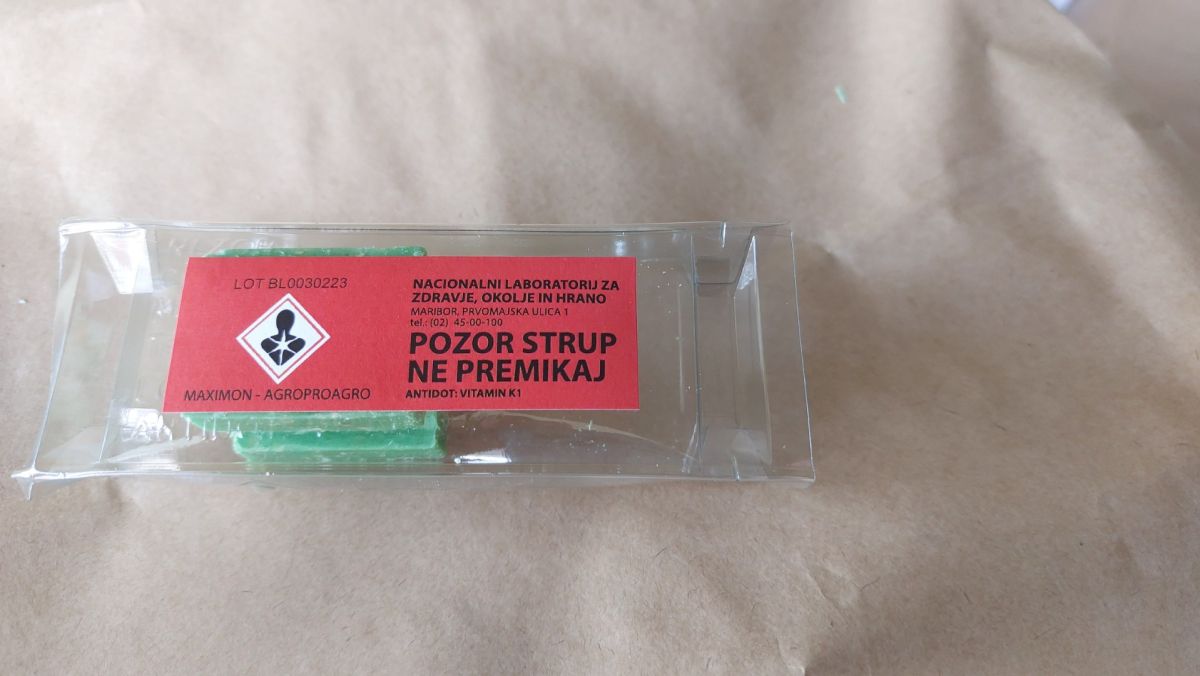 LOT BL0030223
MAXIMON - AGROPROAGRO
NACIONALNI LABORATORIJ ZA
ZDRAVJE, OKOLJE IN HRANO
MARIBOR, PRVOMAJSKA ULICA 1
tel.: (02) 45-00-100
POZOR STRUP
NE PREMIKAJ
ANTIDOT: VITAMIN K1